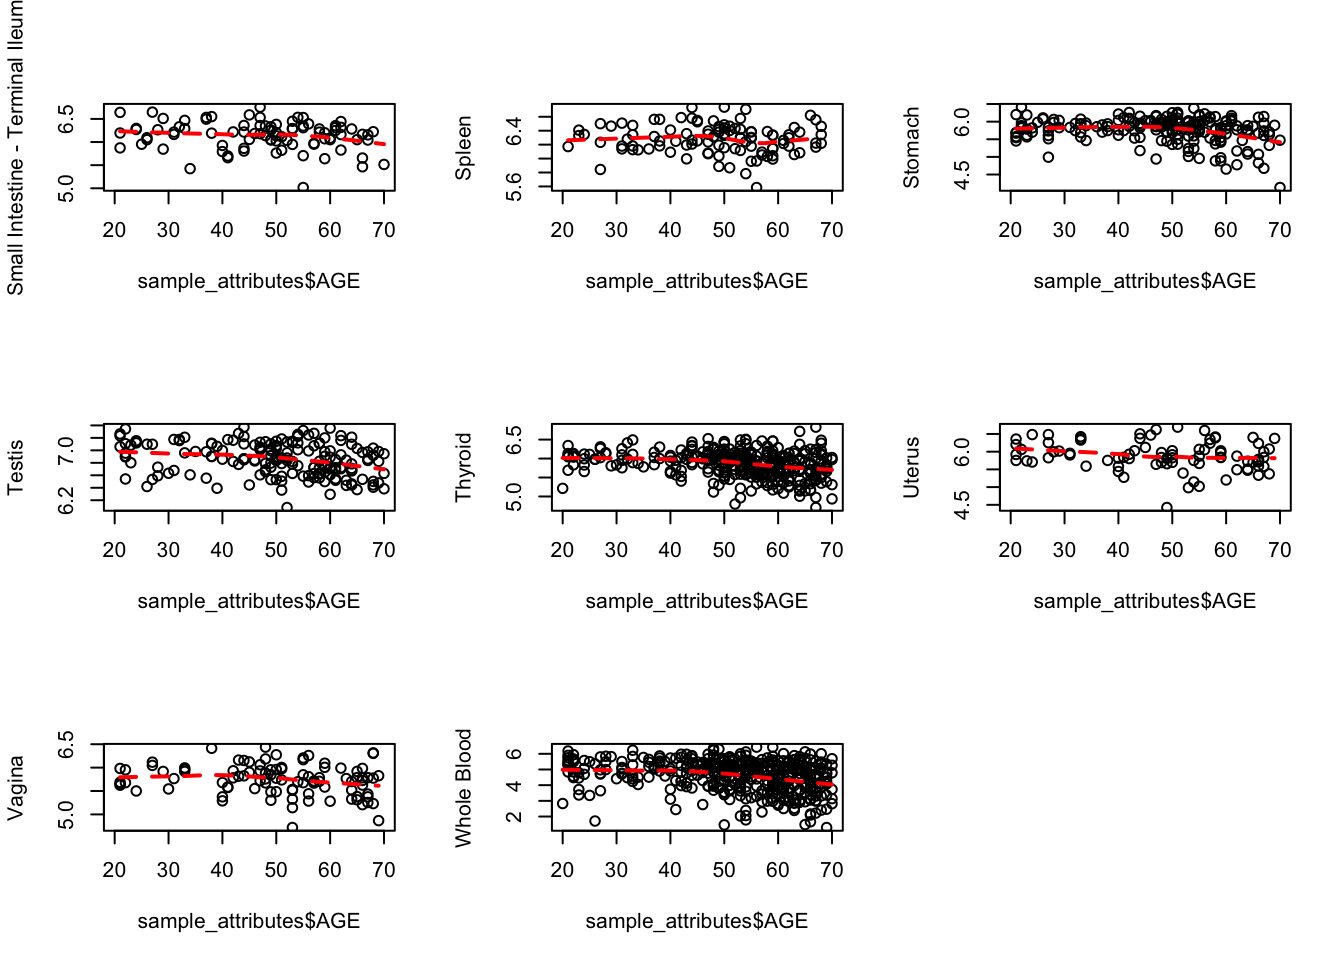 Small Intestine - Terminal Ileum
6.5
5.0
20 30 40 50 60 70
sample_attributes$AGE
Spleen
6.4
5.6
20 30 40 50 60 70
sample_attributes$AGE
Stomach
6.0
4.5
20 30 40 50 60 70
sample_attributes$AGE
Testis
7.0
6.2
20 30 40 50 60 70
sample_attributes$AGE
Thyroid
6.5
5.0
20 30 40 50 60 70
sample_attributes$AGE
Uterus
6.0
4.5
20 30 40 50 60 70
sample_attributes$AGE
Vagina
6.5
5.0
20 30 40 50 60 70
sample_attributes$AGE
Whole Blood
6
4
2
20 30 40 50 60 70
sample_attributes$AGE